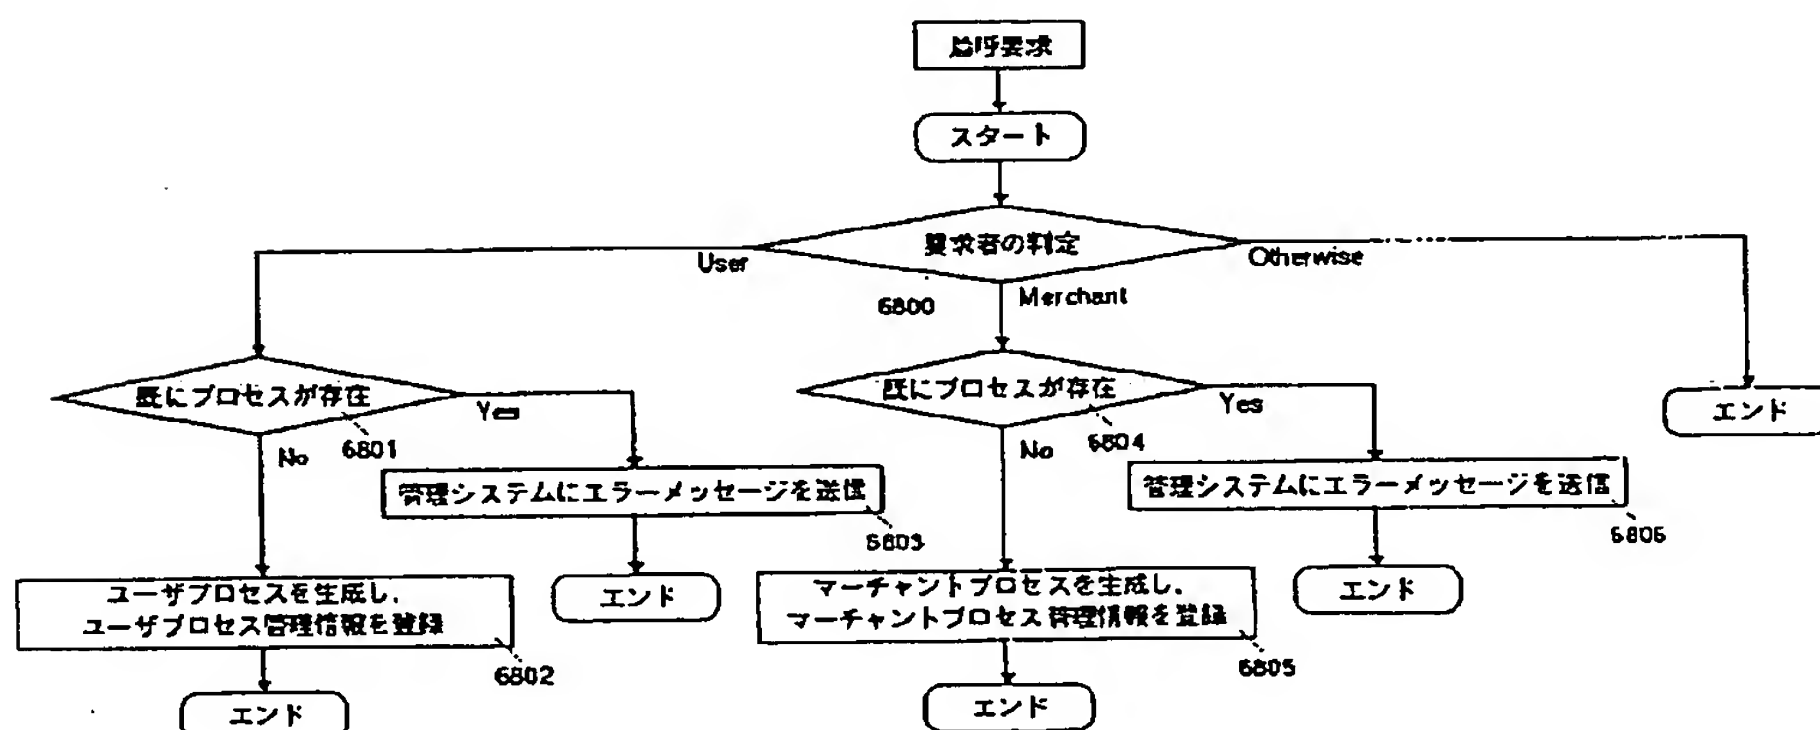 呼要求
スタート
要求者の判定
User
Otherwise
6800
Merchant
既にプロセスが存在
Yes
6801
No
既にプロセスが存在
Yes
6804
No
エンド
管理システムにエラーメッセージを送信
6803
管理システムにエラーメッセージを送信
6806
エンド
エンド
ユーザプロセスを生成し,
ユーザプロセス管理情報を登録
6802
マーチャントプロセスを生成し,
マーチャントプロセス管理情報を登録
6805
エンド
エンド